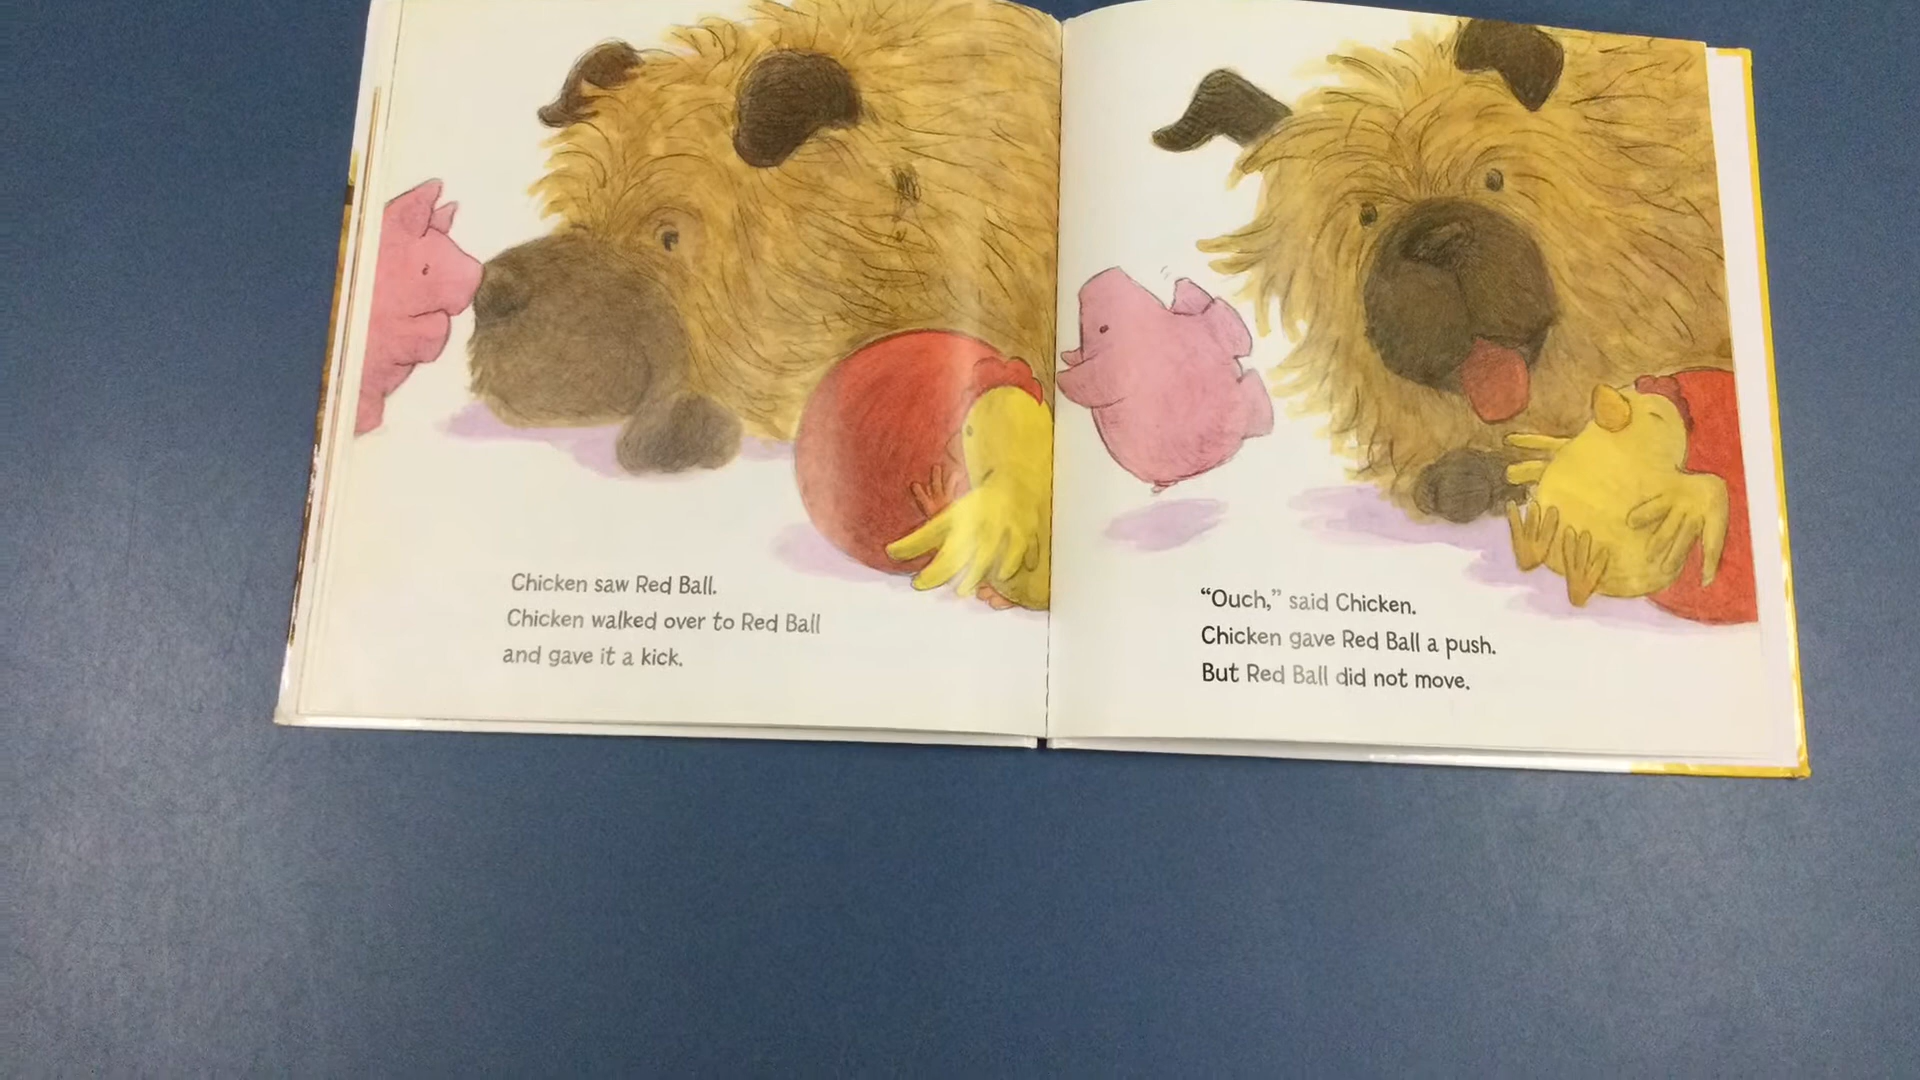 Chicken saw Red Ball.
Chicken walked over to Red Ball
and gave it a kick.
“Ouch,” said Chicken.
Chicken gave Red Ball a push.
But Red Ball did not move.